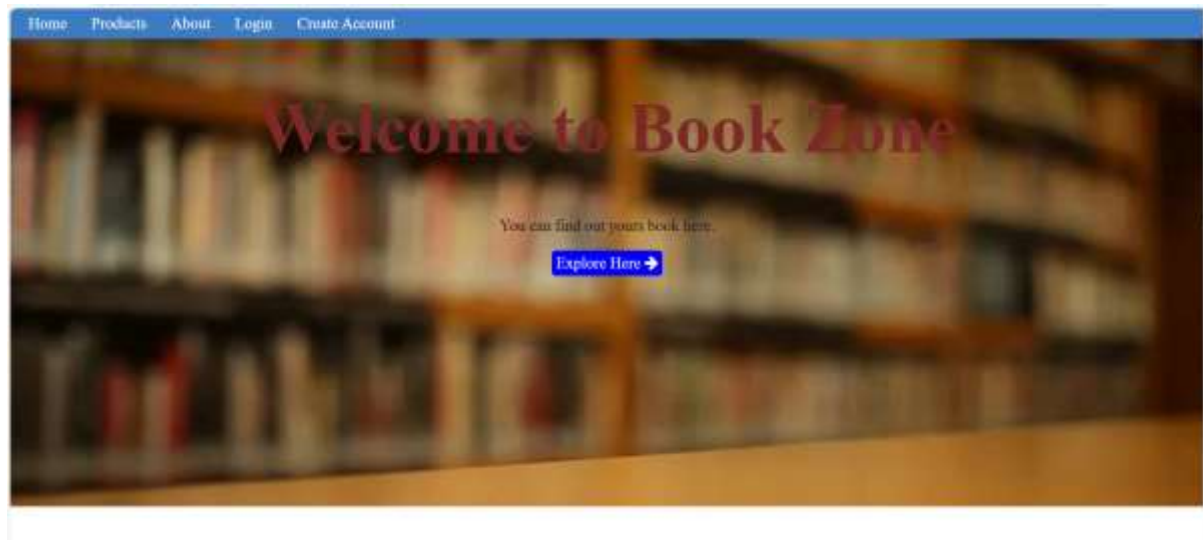 Home Products About Login Create Account
Welcome to Book Zone
You can find out yours book here.
Explore Here →